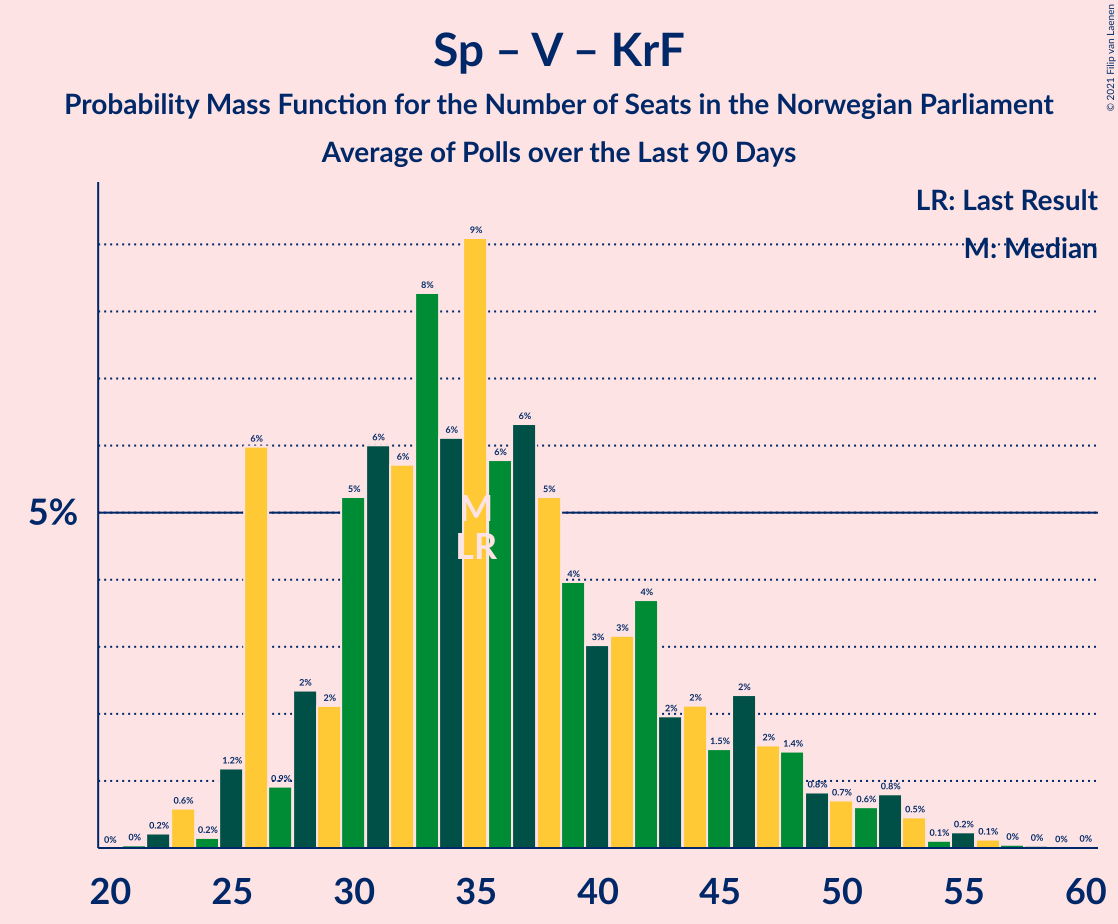 Sp – V – KrF
Probability Mass Function for the Number of Seats in the Norwegian Parliament
Average of Polls over the Last 90 Days
© 2021 Filip van Laenen
LR: Last Result
M: Median
5%
0% 0% 0.2% 0.6% 0.2% 1.2% 6% 0.9% 2% 2% 5% 6% 6% 8% 6% 9% 6% 6% 5% 4% 3% 3% 4% 2% 2% 1.5% 2% 2% 1.4% 0.8% 0.7% 0.6% 0.8% 0.5% 0.1% 0.2% 0.1% 0% 0% 0% 0%
M
LR
20 25 30 35 40 45 50 55 60